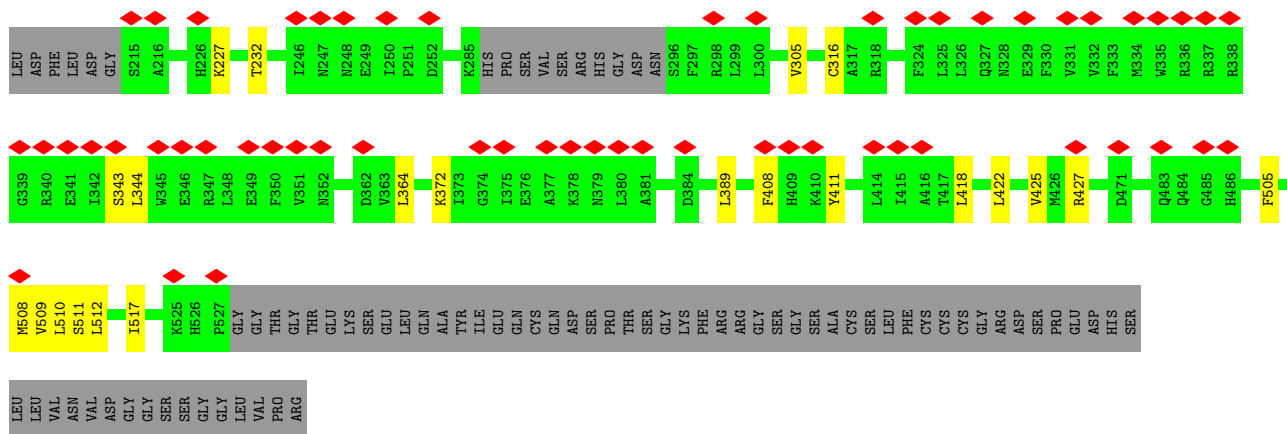 LEU ASP PHE LEU ASP GLY S215 A216 H226 K227 T232 I246 N247 N248 E249 I250 P251 D252 K285 HIS PRO SER VAL SER ARG HIS GLY ASP ASN S296 F297 R298 L299 L300 V305 C316 A317 R318 F324 L325 L326 Q327 N328 E329 F330 V331 V332 F333 M334 W335 R336 R337 R338
G339 R340 E341 I342 S343 L344 W345 E346 R347 L348 E349 F350 V351 N352 D362 V363 L364 K372 I373 G374 I375 E376 A377 K378 N379 L380 A381 D384 L389 F408 H409 K410 Y411 L414 I415 A416 T417 L418 L422 V425 M426 R427 D471 Q483 Q484 G485 H486 F505
M508 V509 L510 S511 L512 I517 K525 H526 P527 GLY GLY THR GLY THR GLU LYS SER GLU LEU GLN ALA TYR ILE GLU GLN CYS GLN ASP SER PRO THR SER GLY LYS PHE ARG ARG GLY SER GLY SER ALA CYS SER LEU PHE CYS CYS CYS GLY ARG ASP SER PRO GLU ASP HIS SER
LEU LEU VAL ASN VAL ASP GLY GLY SER SER GLY GLY LEU VAL PRO ARG